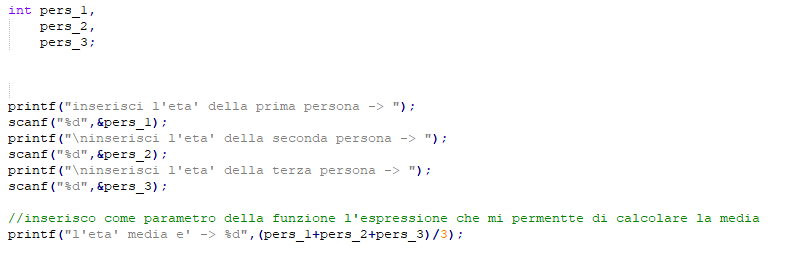 int pers_1,
pers_2,
pers_3;
printf("inserisci l'eta' della prima persona -> ");
scanf("%d",&pers_1);
printf("\ninserisci l'eta' della seconda persona -> ");
scanf("%d",&pers_2);
printf("\ninserisci l'eta' della terza persona -> ");
scanf("%d",&pers_3);
//inserisco come parametro della funzione l'espressione che mi permentte di calcolare la media
printf("l'eta' media e' -> %d",(pers_1+pers_2+pers_3)/3);